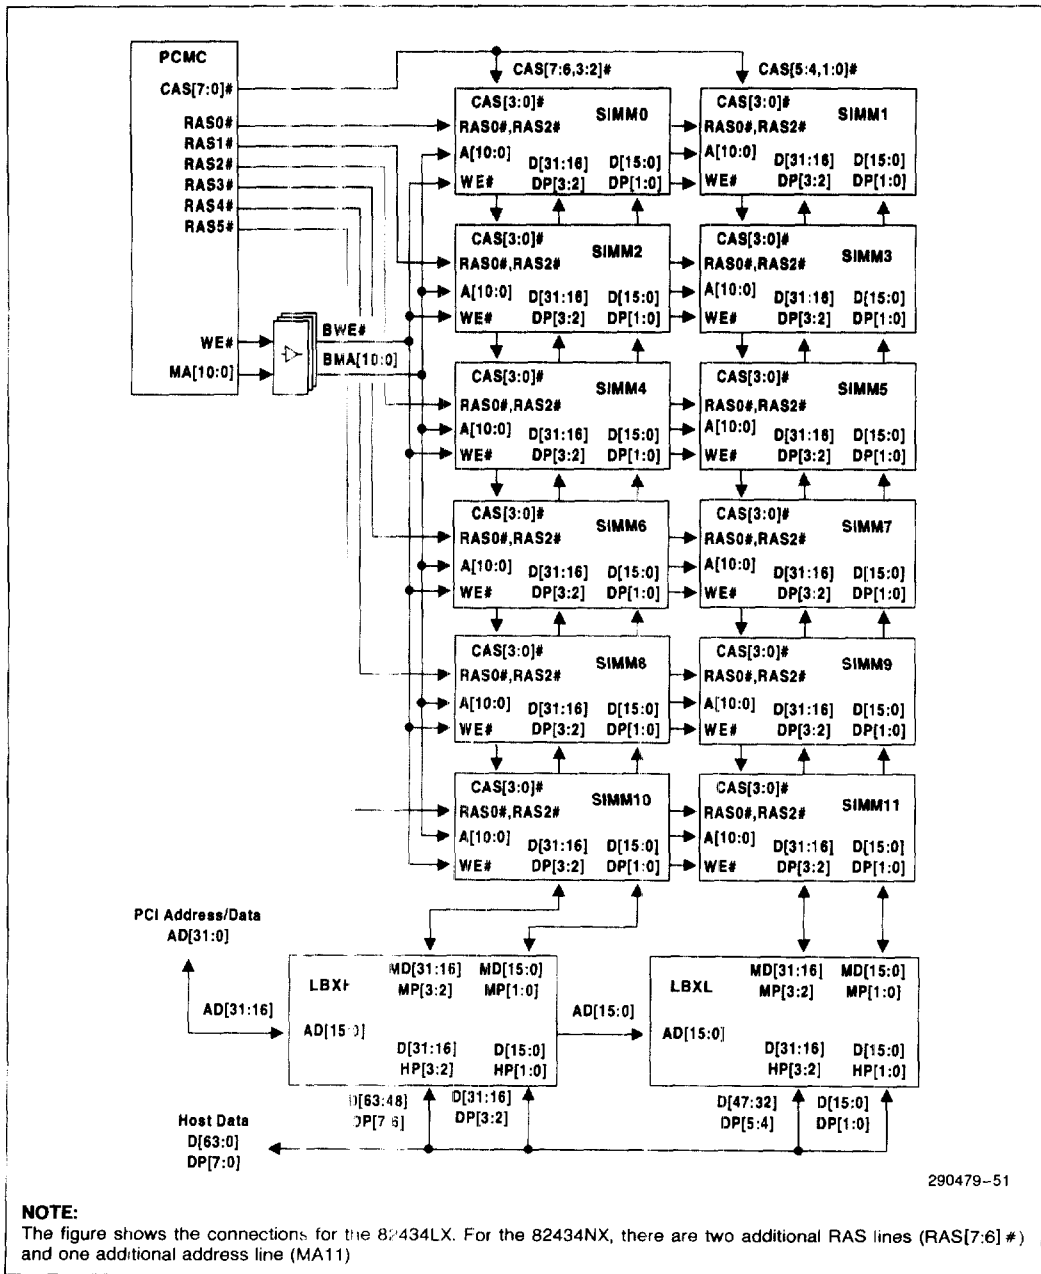 PCMC
CAS[7:0]#
RAS0#
RAS1#
RAS2#
RAS3#
RAS4#
RAS5#
WE#
MA[10:0]
BWE#
BMA[10:0]
CAS[7:6,3:2]#
CAS[5:4,1:0]#
CAS[3:0]#
SIMM0
RAS0#,RAS2#
A[10:0]
D[31:16] D[15:0]
WE# DP[3:2] DP[1:0]
CAS[3:0]#
SIMM1
RAS0#,RAS2#
A[10:0]
D[31:16] D[15:0]
WE# DP[3:2] DP[1:0]
CAS[3:0]#
SIMM2
RAS0#,RAS2#
A[10:0]
D[31:16] D[15:0]
WE# DP[3:2] DP[1:0]
CAS[3:0]#
SIMM3
RAS0#,RAS2#
A[10:0]
D[31:16] D[15:0]
WE# DP[3:2] DP[1:0]
CAS[3:0]#
SIMM4
RAS0#,RAS2#
A[10:0]
D[31:16] D[15:0]
WE# DP[3:2] DP[1:0]
CAS[3:0]#
SIMM5
RAS0#,RAS2#
A[10:0]
D[31:16] D[15:0]
WE# DP[3:2] DP[1:0]
CAS[3:0]#
SIMM6
RAS0#,RAS2#
A[10:0]
D[31:16] D[15:0]
WE# DP[3:2] DP[1:0]
CAS[3:0]#
SIMM7
RAS0#,RAS2#
A[10:0]
D[31:16] D[15:0]
WE# DP[3:2] DP[1:0]
CAS[3:0]#
SIMM8
RAS0#,RAS2#
A[10:0]
D[31:16] D[15:0]
WE# DP[3:2] DP[1:0]
CAS[3:0]#
SIMM9
RAS0#,RAS2#
A[10:0]
D[31:16] D[15:0]
WE# DP[3:2] DP[1:0]
CAS[3:0]#
SIMM10
RAS0#,RAS2#
A[10:0]
D[31:16] D[15:0]
WE# DP[3:2] DP[1:0]
CAS[3:0]#
SIMM11
RAS0#,RAS2#
A[10:0]
D[31:16] D[15:0]
WE# DP[3:2] DP[1:0]
PCI Address/Data
AD[31:0]
AD[31:16]
MD[31:16] MD[15:0]
LBXH
MP[3:2] MP[1:0]
AD[15:0]
D[31:16] D[15:0]
HP[3:2] HP[1:0]
AD[15:0]
MD[31:16] MD[15:0]
LBXL
MP[3:2] MP[1:0]
AD[15:0]
D[31:16] D[15:0]
HP[3:2] HP[1:0]
D[63:48] D[31:16]
DP[7:6] DP[3:2]
D[47:32] D[15:0]
DP[5:4] DP[1:0]
Host Data
D[63:0]
DP[7:0]
290479-51
NOTE:
The figure shows the connections for the 82434LX. For the 82434NX, there are two additional RAS lines (RAS[7:6]#)
and one additional address line (MA11)